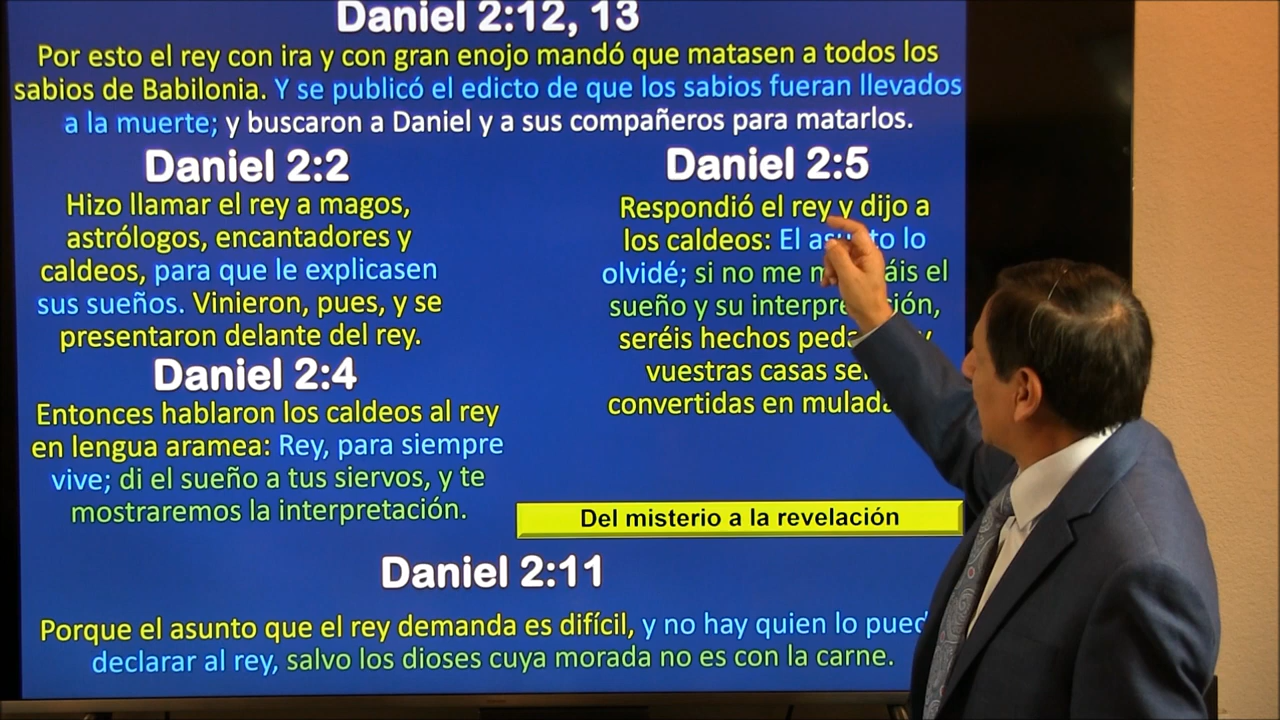 Daniel 2:12, 13
Por esto el rey con ira y con gran enojo mandó que matasen a todos los
sabios de Babilonia. Y se publicó el edicto de que los sabios fueran llevados
a la muerte; y buscaron a Daniel y a sus compañeros para matarlos.
Daniel 2:2
Hizo llamar el rey a magos,
astrólogos, encantadores y
caldeos, para que le explicasen
sus sueños. Vinieron, pues, y se
presentaron delante del rey.
Daniel 2:4
Entonces hablaron los caldeos al rey
en lengua aramea: Rey, para siempre
vive; di el sueño a tus siervos, y te
mostraremos la interpretación.
Daniel 2:5
Respondió el rey y dijo a
los caldeos: El lo
olvidé; si no me el
sueño y su
seréis hechos y
vuestras casas
convertidas en
Del misterio a la revelación
Daniel 2:11
Porque el asunto que el rey demanda es difícil, y no hay quien lo
declarar al rey, salvo los dioses cuya morada no es con la carne.